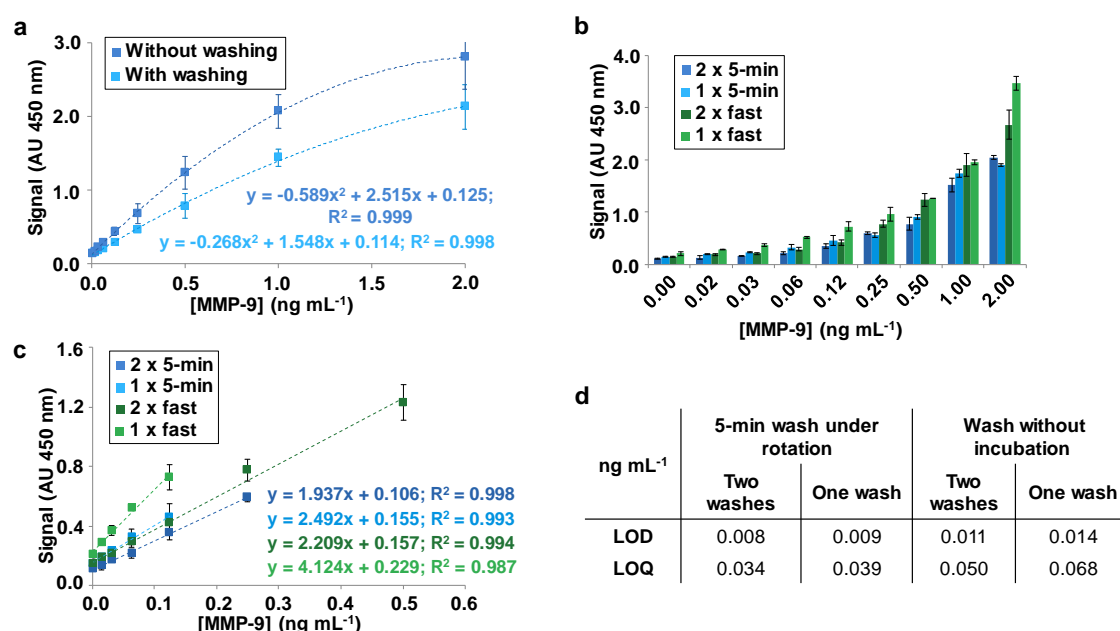 a
3.0
2.0
1.0
0.0
Signal (AU 450 nm)
Without washing
With washing
y = -0.589x² + 2.515x + 0.125;
R² = 0.999
y = -0.268x² + 1.548x + 0.114; R² = 0.998
0.0 0.5 1.0 1.5 2.0
[MMP-9] (ng mL⁻¹)
b
4.0
3.0
2.0
1.0
0.0
Signal (AU 450 nm)
2 x 5-min
1 x 5-min
2 x fast
1 x fast
0.00 0.02 0.03 0.06 0.12 0.25 0.50 1.00 2.00
[MMP-9] (ng mL⁻¹)
c
1.6
1.2
0.8
0.4
0.0
Signal (AU 450 nm)
2 x 5-min
1 x 5-min
2 x fast
1 x fast
y = 1.937x + 0.106; R² = 0.998
y = 2.492x + 0.155; R² = 0.993
y = 2.209x + 0.157; R² = 0.994
y = 4.124x + 0.229; R² = 0.987
0.0 0.1 0.2 0.3 0.4 0.5 0.6
[MMP-9] (ng mL⁻¹)
d
ng mL⁻¹
5-min wash under
rotation
Wash without
incubation
Two
washes
One wash
Two
washes
One wash
LOD 0.008 0.009 0.011 0.014
LOQ 0.034 0.039 0.050 0.068